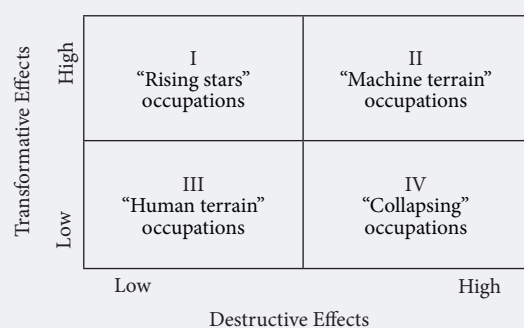 Transformative Effects
High
Low
I
“Rising stars”
occupations
II
“Machine terrain”
occupations
III
“Human terrain”
occupations
IV
“Collapsing”
occupations
Low
High
Destructive Effects